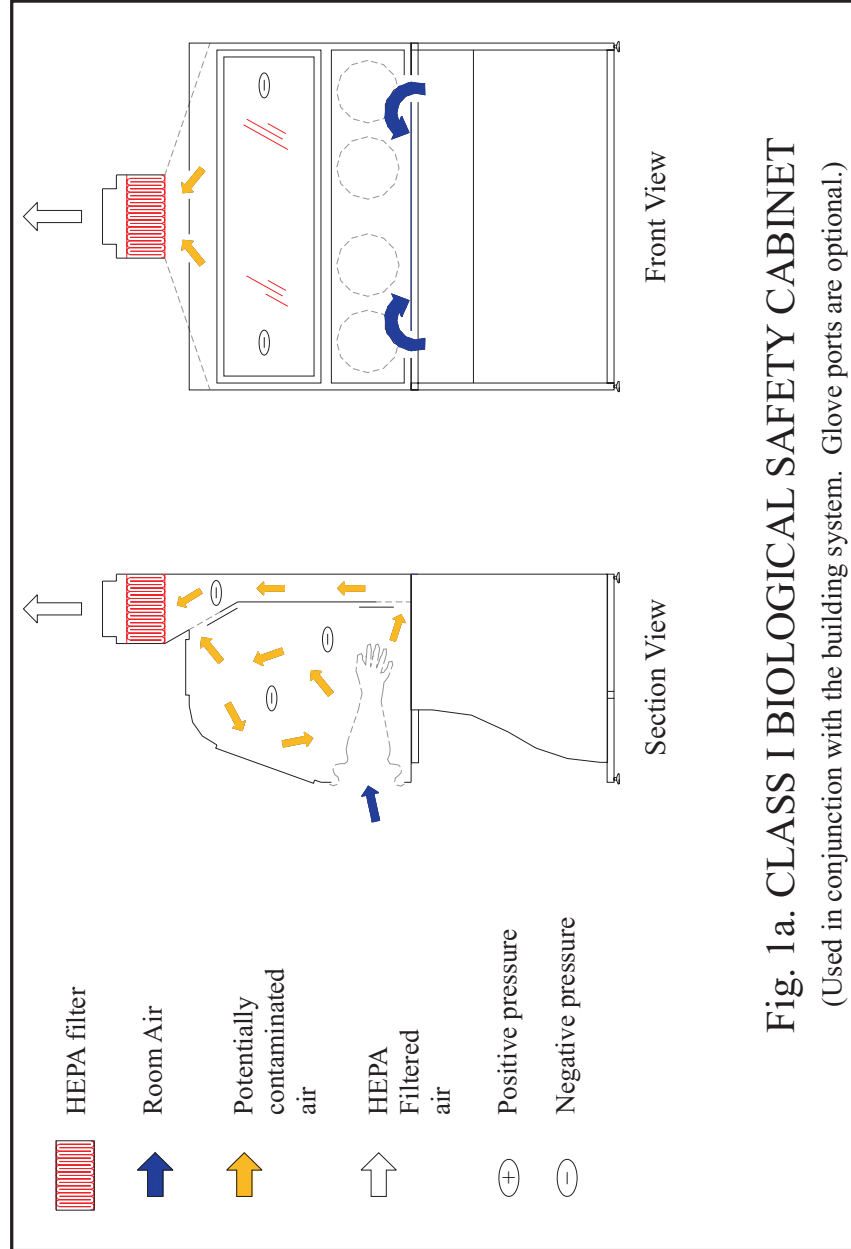 HEPA filter
Room Air
Potentially
contaminated
air
HEPA
Filtered
air
+
Positive pressure
-
Negative pressure
-
-
-
Section View
-
-
Front View
Fig. 1a. CLASS I BIOLOGICAL SAFETY CABINET
(Used in conjunction with the building system. Glove ports are optional.)